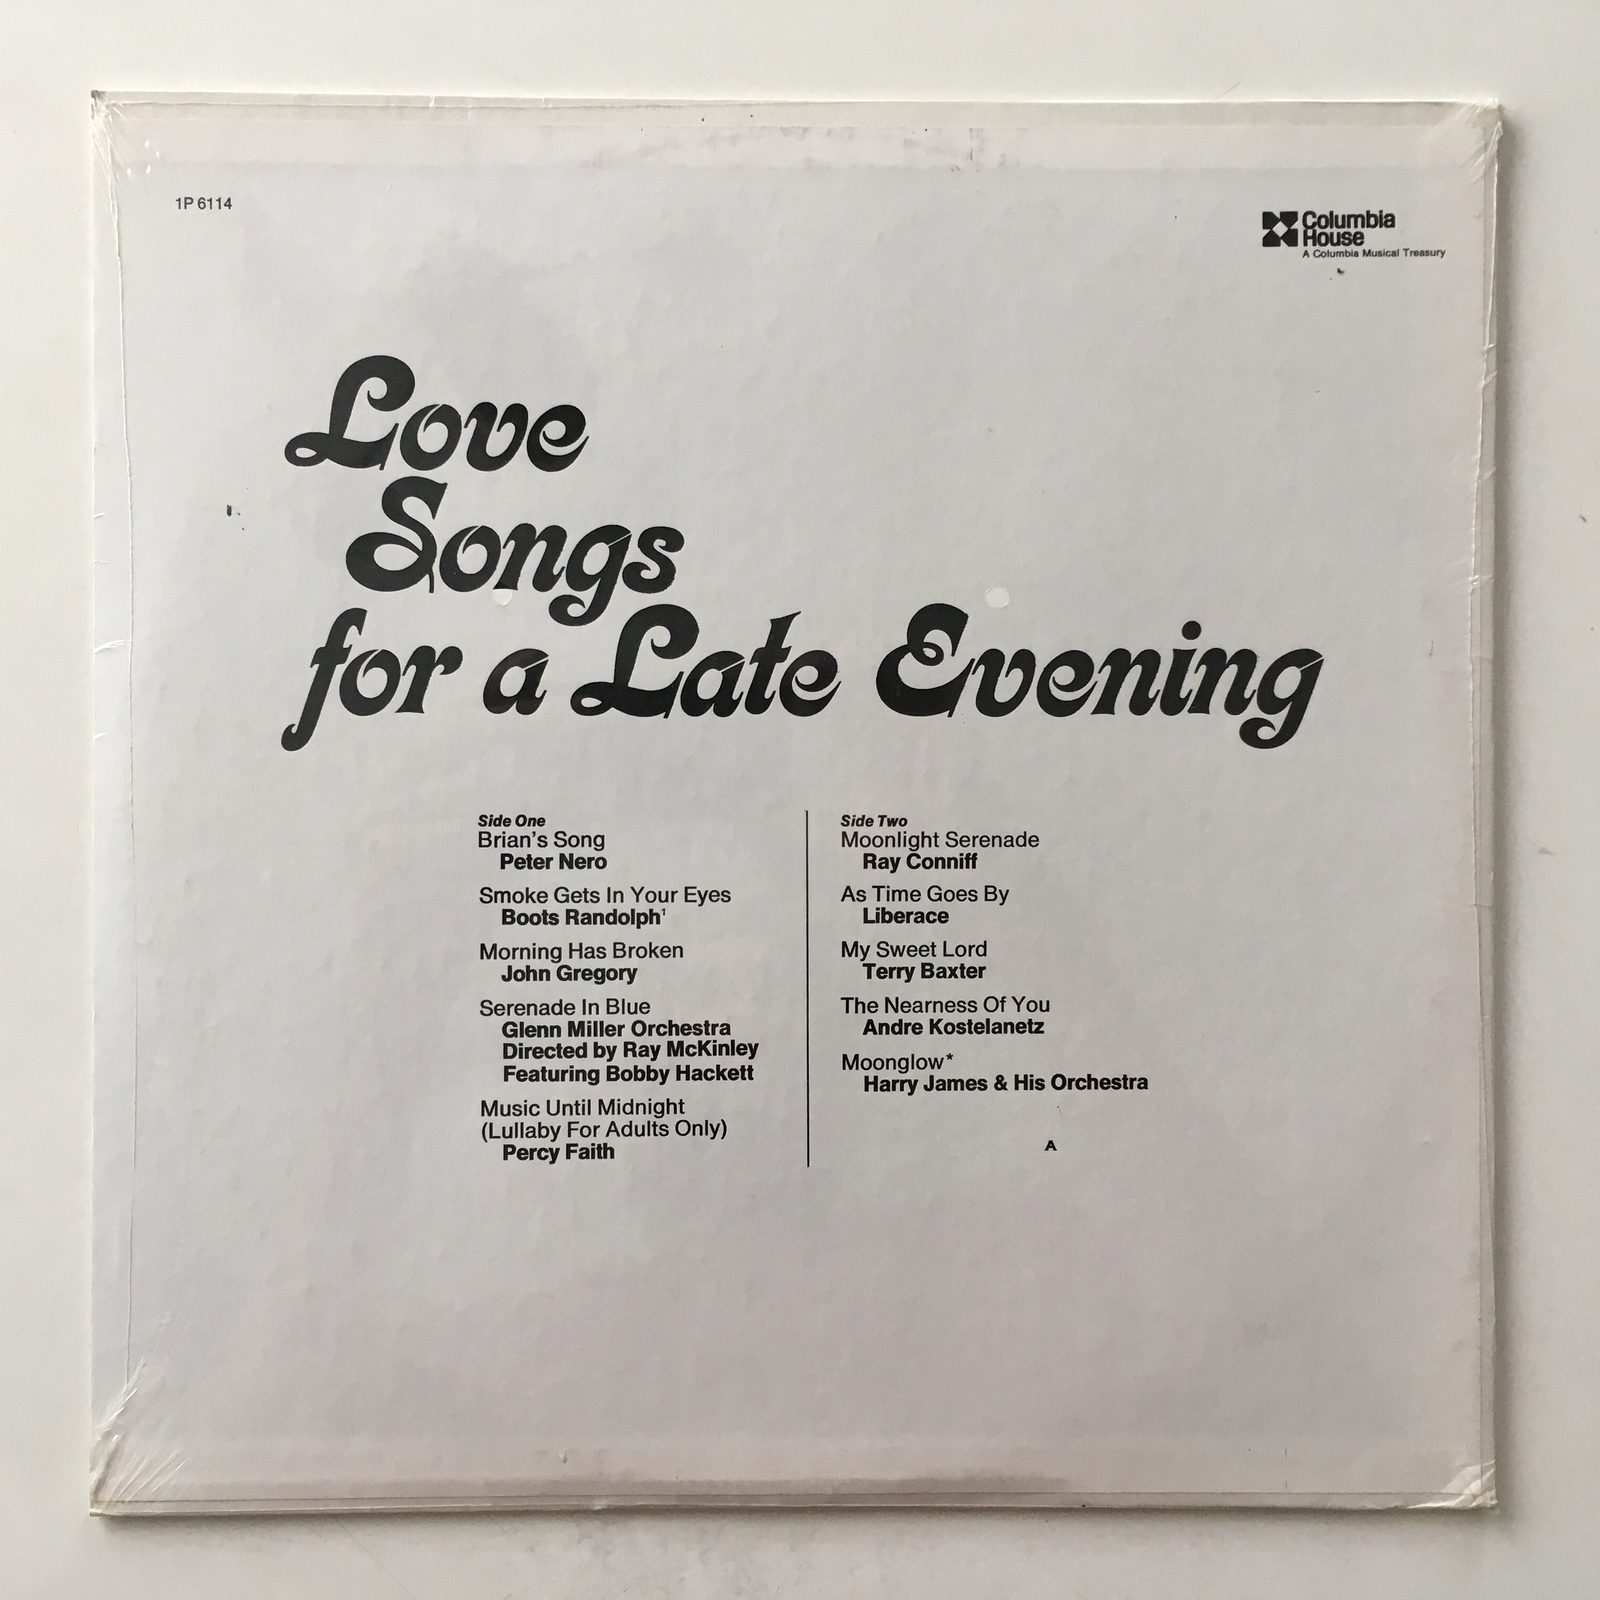 1P 6114
Columbia
House
A Columbia Musical Treasury
Love
Songs
for a Late Evening
Side One
Brian's Song
Peter Nero
Smoke Gets In Your Eyes
Boots Randolph¹
Morning Has Broken
John Gregory
Serenade In Blue
Glenn Miller Orchestra
Directed by Ray McKinley
Featuring Bobby Hackett
Music Until Midnight
(Lullaby For Adults Only)
Percy Faith
Side Two
Moonlight Serenade
Ray Conniff
As Time Goes By
Liberace
My Sweet Lord
Terry Baxter
The Nearness Of You
Andre Kostelanetz
Moonglow*
Harry James & His Orchestra
A